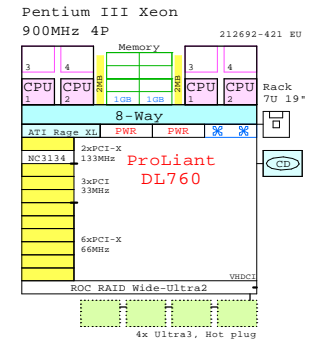 Pentium III Xeon
900MHz 4P
212692-421 EU
Memory
3 4 3 4
CPU CPU 2MB 2MB CPU CPU
1 2 1GB 1GB 1 2
Rack
7U 19"
8-Way
ATI Rage XL PWR PWR
NC3134
2xPCI-X
133MHz
ProLiant
DL760
3xPCI
33MHz
CD
6xPCI-X
66MHz
VHDCI
ROC RAID Wide-Ultra2
4x Ultra3, Hot plug